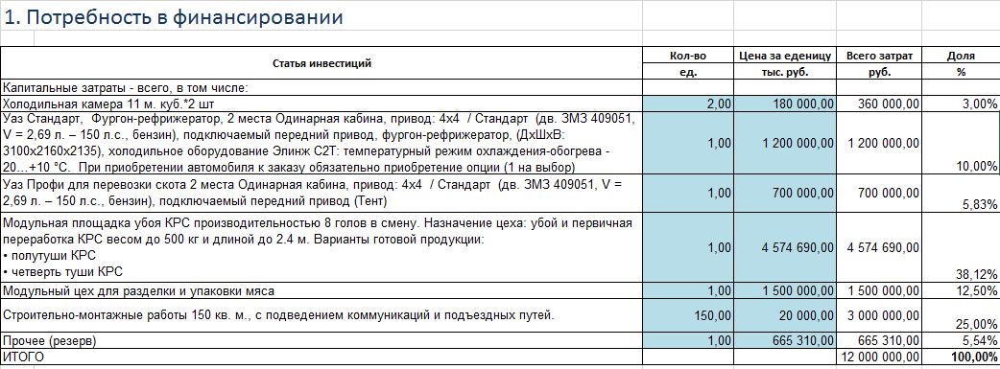 1. Потребность в финансировании
Статья инвестиций
Кол-во
Цена за еденицу
Всего затрат
Доля
ед.
тыс. руб.
руб.
%
Капитальные затраты - всего, в том числе:
Холодильная камера 11 м. куб.*2 шт
2,00
180 000,00
360 000,00
3,00%
Уаз Стандарт,  Фургон-рефрижератор, 2 места Одинарная кабина, привод: 4x4  / Стандарт  (дв. ЗМЗ 409051,
V = 2,69 л. – 150 л.с., бензин), подключаемый передний привод, фургон-рефрижератор, (ДхШхВ:
3100x2160x2135), холодильное оборудование Элинж С2Т: температурный режим охлаждения-обогрева -
20…+10 °С.  При приобретении автомобиля к заказу обязательно приобретение опции (1 на выбор)
1,00
1 200 000,00
1 200 000,00
10,00%
Уаз Профи для перевозки скота 2 места Одинарная кабина, привод: 4x4  / Стандарт  (дв. ЗМЗ 409051, V =
2,69 л. – 150 л.с., бензин), подключаемый передний привод (Тент)
1,00
700 000,00
700 000,00
5,83%
Модульная площадка убоя КРС производительностью 8 голов в смену. Назначение цеха: убой и первичная
переработка КРС весом до 500 кг и длиной до 2.4 м. Варианты готовой продукции:
• полутуши КРС
• четверть туши КРС
1,00
4 574 690,00
4 574 690,00
38,12%
Модульный цех для разделки и упаковки мяса
1,00
1 500 000,00
1 500 000,00
12,50%
Строительно-монтажные работы 150 кв. м., с подведением коммуникаций и подъездных путей.
150,00
20 000,00
3 000 000,00
25,00%
Прочее (резерв)
1,00
665 310,00
665 310,00
5,54%
ИТОГО
12 000 000,00
100,00%